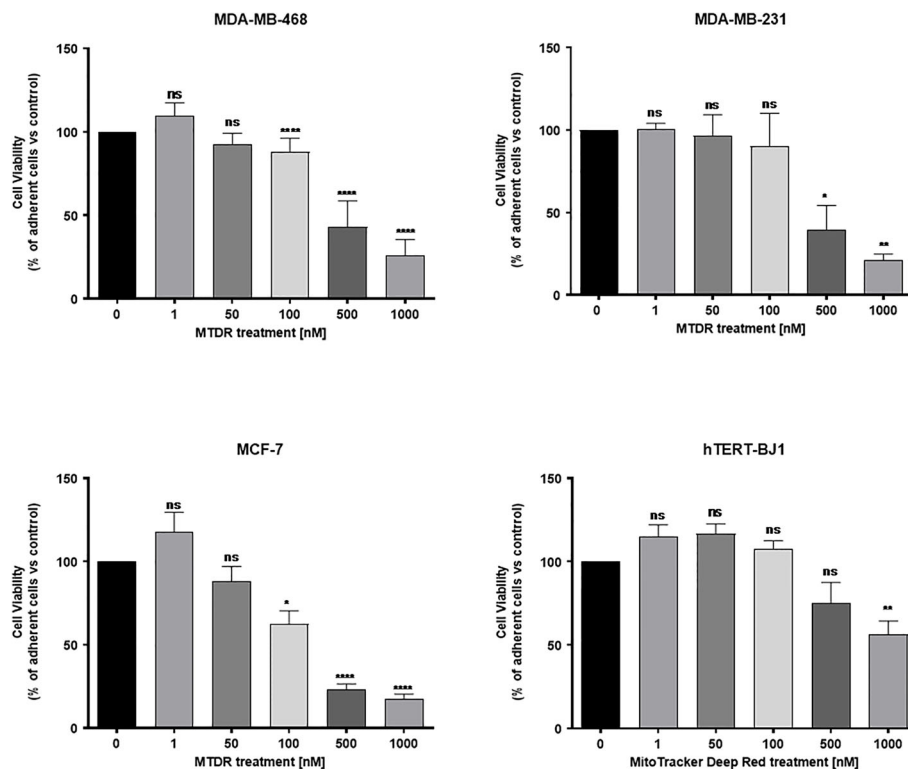 MDA-MB-468
Cell Viability
(% of adherent cells vs contrrol)
150
100
50
0
ns
ns
****
****
****
0 1 50 100 500 1000
MTDR treatment [nM]
MDA-MB-231
Cell Viability
(% of adherent cells vs contrrol)
150
100
50
0
ns
ns
ns
*
**
0 1 50 100 500 1000
MTDR treatment [nM]
MCF-7
Cell Viability
(% of adherent cells vs contrrol)
150
100
50
0
ns
ns
*
****
****
0 1 50 100 500 1000
MTDR treatment [nM]
hTERT-BJ1
Cell Viability
(% of adherent cells vs contrrol)
150
100
50
0
ns
ns
ns
ns
**
0 1 50 100 500 1000
MitoTracker Deep Red treatment [nM]